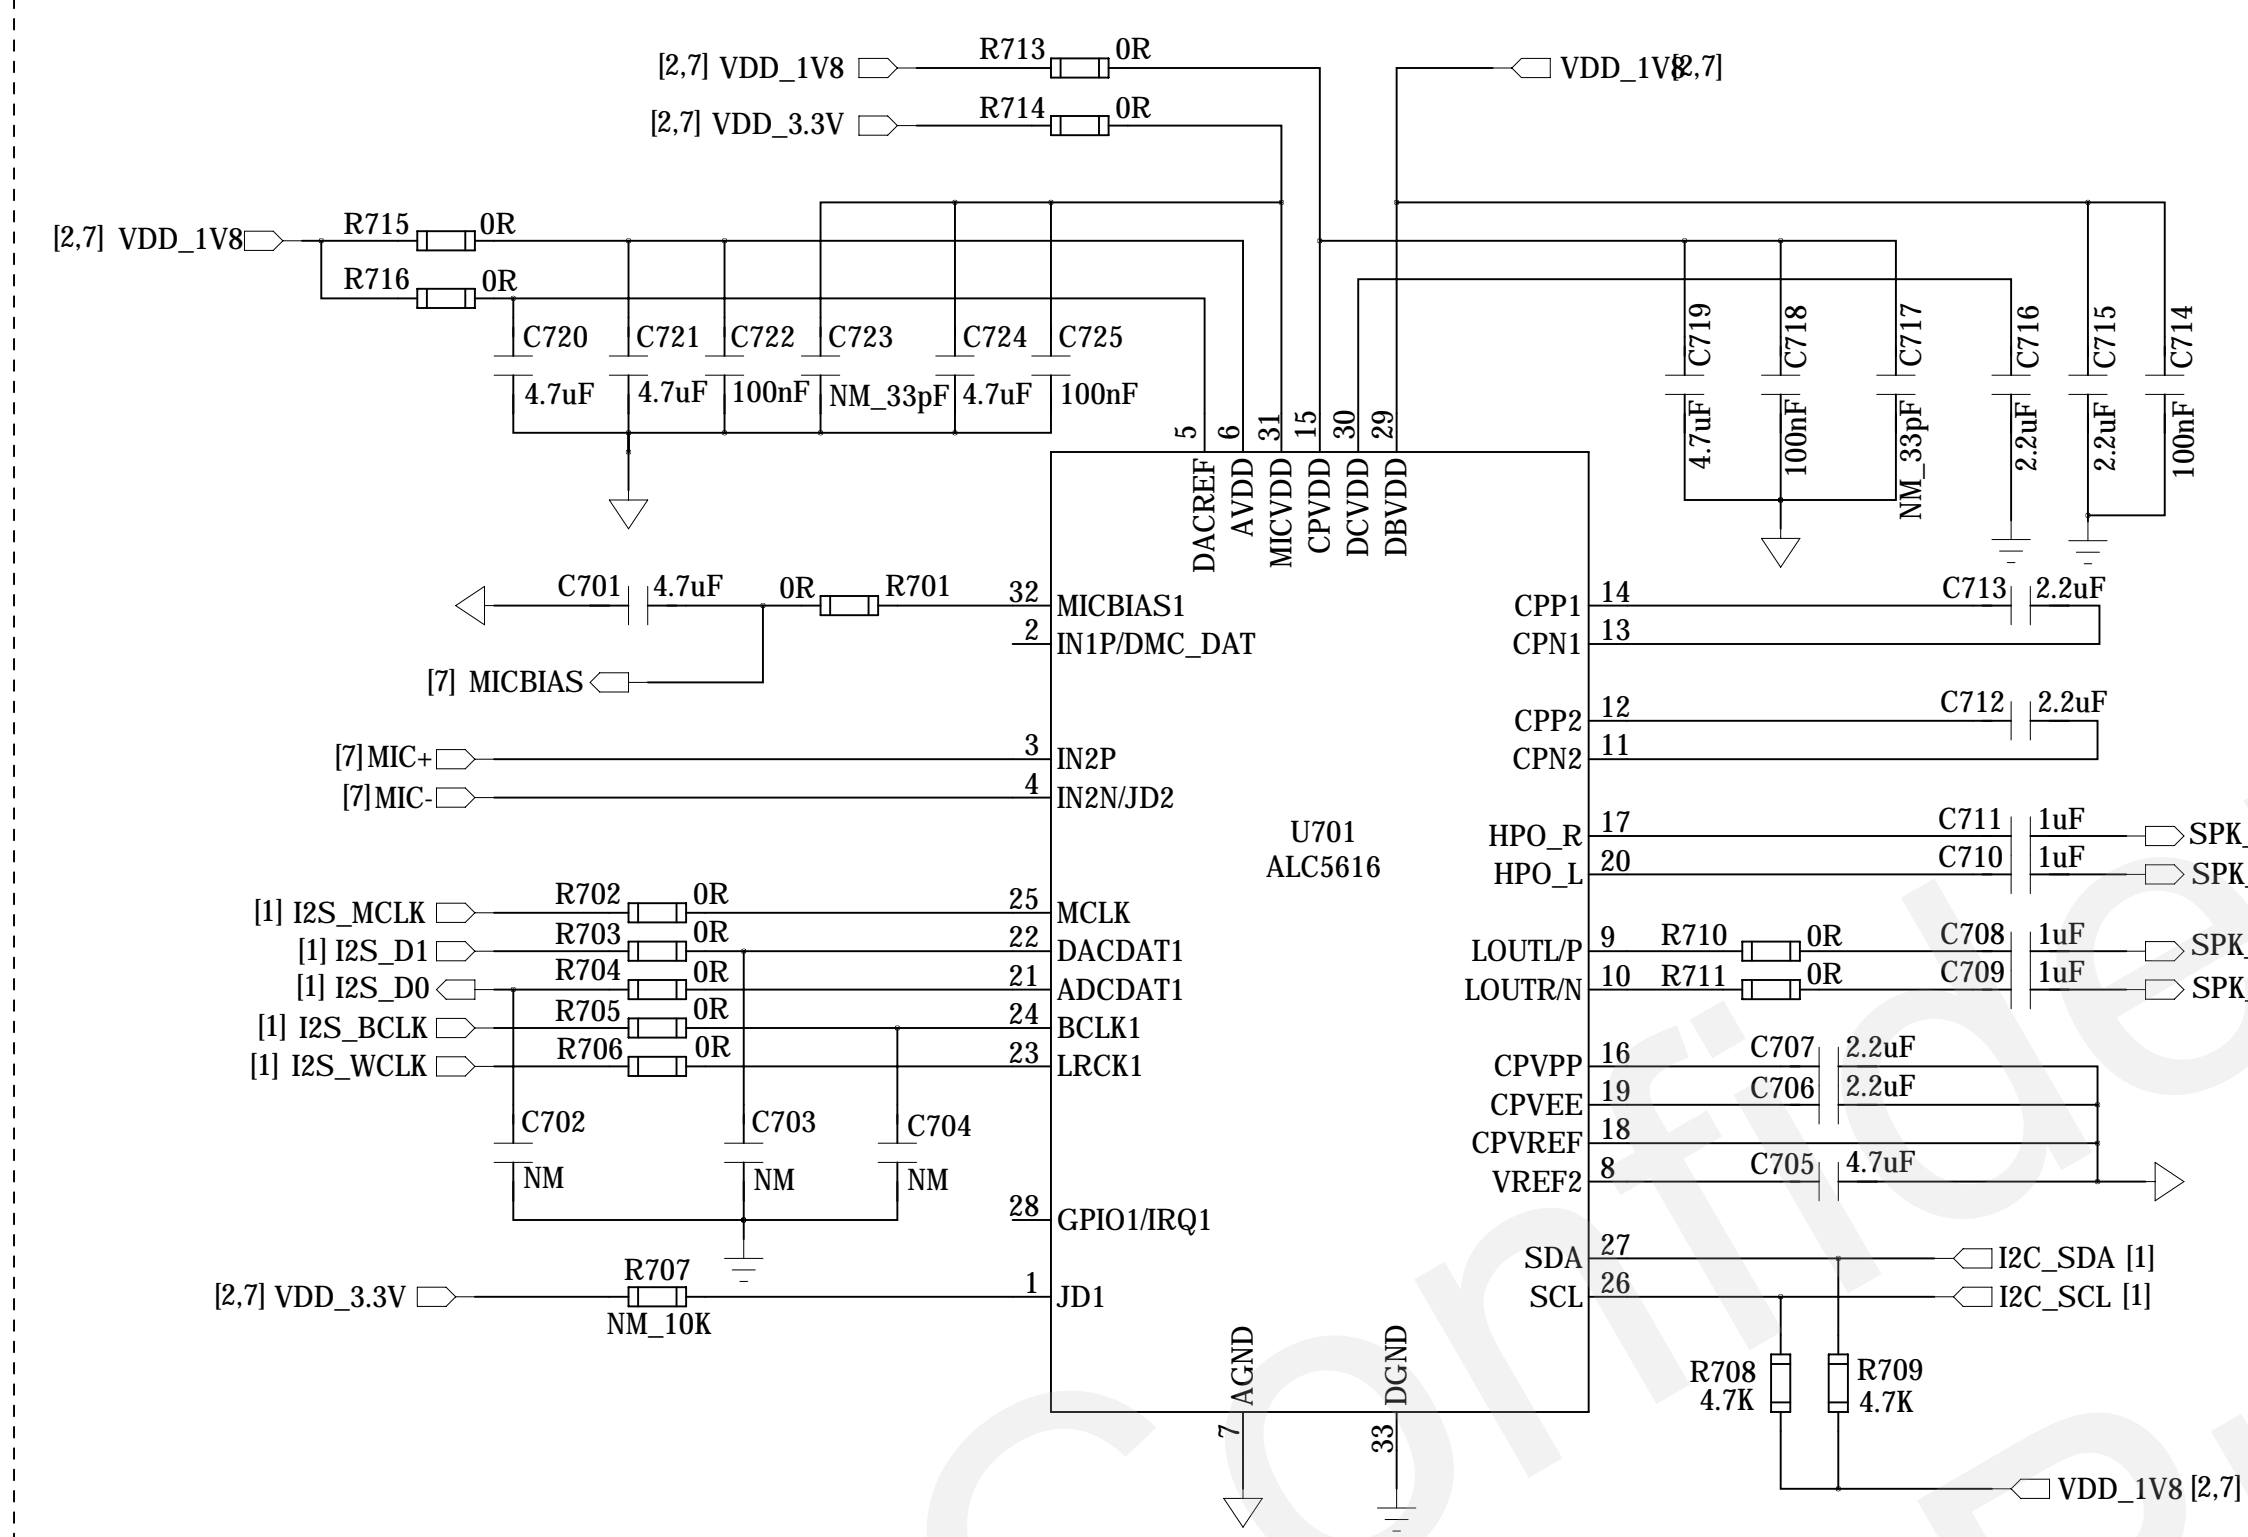 [2,7] VDD_1V8 R713 0R VDD_1V8 [2,7]
[2,7] VDD_3.3V R714 0R
[2,7] VDD_1V8 R715 0R
R716 0R
C720 C721 C722 C723 C724 C725
4.7uF 4.7uF 100nF NM_33pF 4.7uF 100nF
C719 C718 C717 C716 C715 C714
4.7uF 100nF NM_33pF 2.2uF 2.2uF 100nF
5 6 31 15 30 29
DACREF AVDD MICVDD CPVDD DCVDD DBVDD
C701 4.7uF 0R R701 32 MICBIAS1
2 IN1P/DMC_DAT
[7] MICBIAS
[7] MIC+ 3 IN2P
[7] MIC- 4 IN2N/JD2
U701
ALC5616
[1] I2S_MCLK R702 0R 25 MCLK
[1] I2S_D1 R703 0R 22 DACDAT1
[1] I2S_D0 R704 0R 21 ADCDAT1
[1] I2S_BCLK R705 0R 24 BCLK1
[1] I2S_WCLK R706 0R 23 LRCK1
C702 C703 C704
NM NM NM
28 GPIO1/IRQ1
[2,7] VDD_3.3V R707 1 JD1
NM_10K
CPP1 14 C713 2.2uF
CPN1 13
CPP2 12 C712 2.2uF
CPN2 11
HPO_R 17 C711 1uF SPK_
HPO_L 20 C710 1uF SPK_
LOUTL/P 9 R710 0R C708 1uF SPK_
LOUTR/N 10 R711 0R C709 1uF SPK_
CPVPP 16 C707 2.2uF
CPVEE 19 C706 2.2uF
CPVREF 18
VREF2 8 C705 4.7uF
SDA 27 I2C_SDA [1]
SCL 26 I2C_SCL [1]
R708 R709
4.7K 4.7K
AGND DGND
7 33
VDD_1V8 [2,7]
Confide